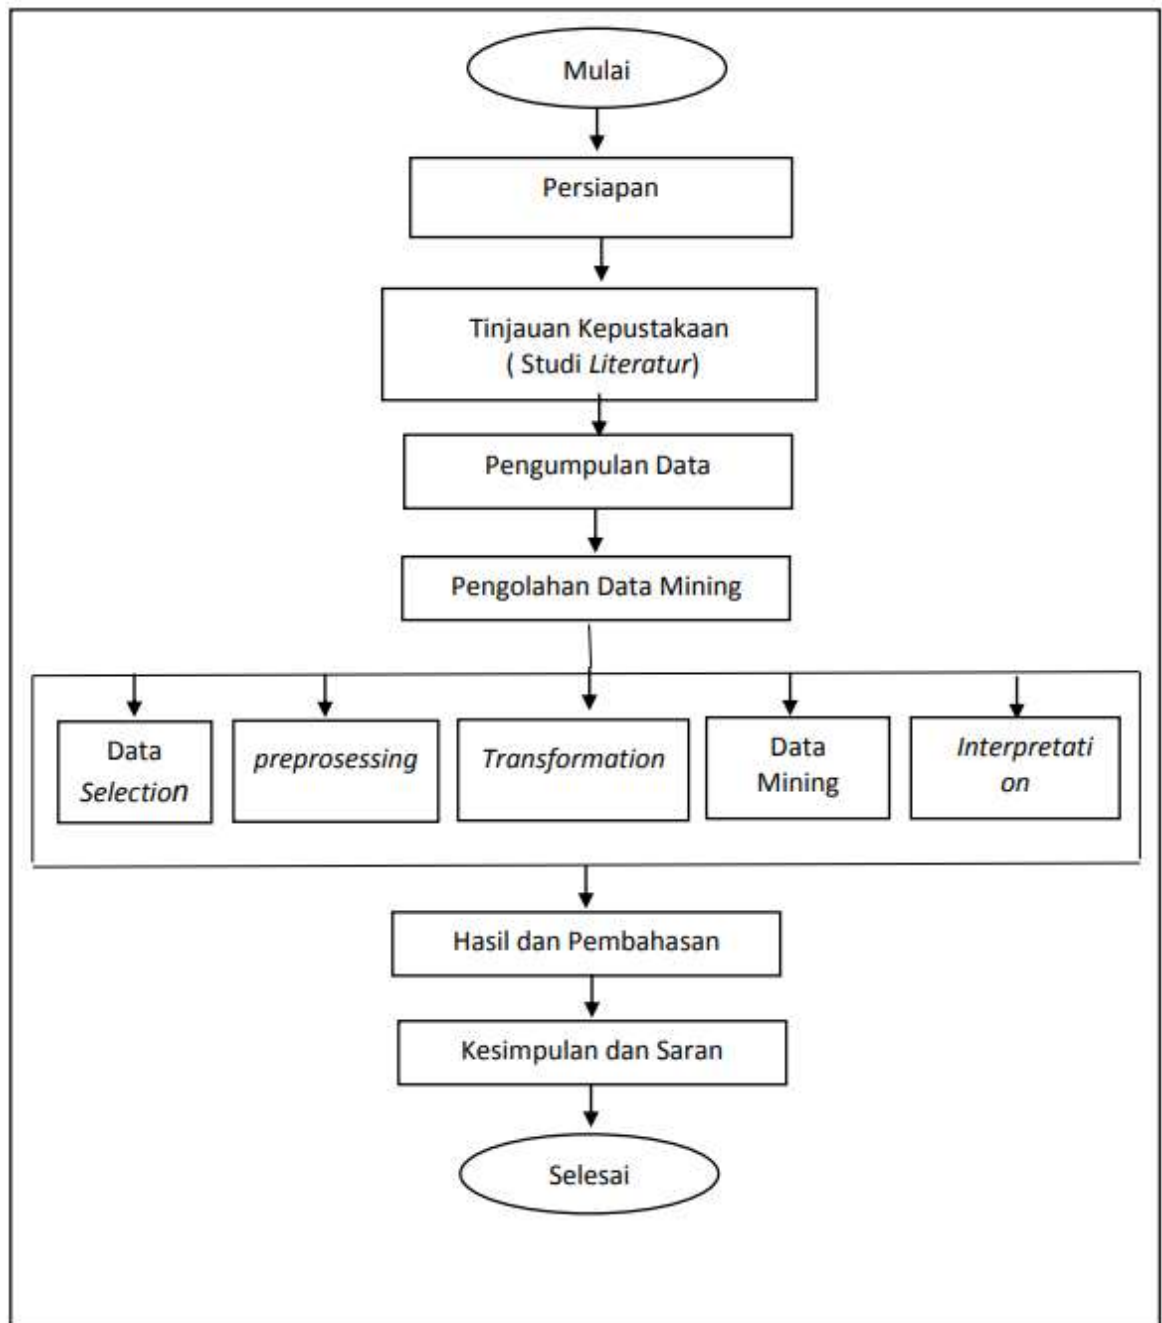 Mulai
Persiapan
Tinjauan Kepustakaan
( Studi Literatur)
Pengumpulan Data
Pengolahan Data Mining
Data
Selection
preprosessing
Transformation
Data
Mining
Interpretati
on
Hasil dan Pembahasan
Kesimpulan dan Saran
Selesai